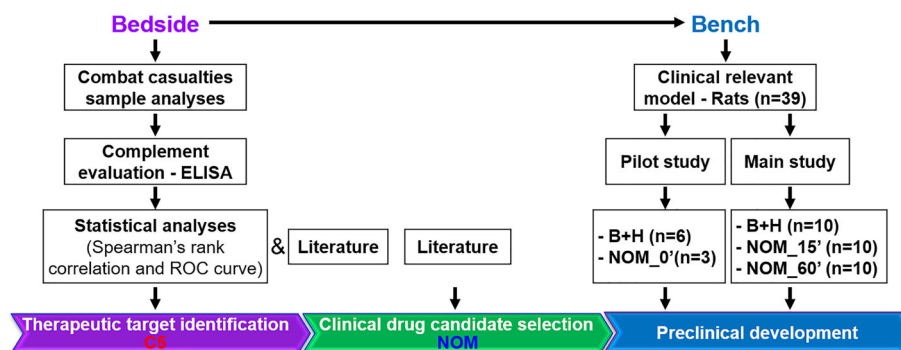 Bedside
Bench
Combat casualties
sample analyses
Clinical relevant
model - Rats (n=39)
Complement
evaluation - ELISA
Pilot study
Main study
Statistical analyses
(Spearman's rank
correlation and ROC curve)
&
Literature
Literature
- B+H (n=6)
- NOM_0'(n=3)
- B+H (n=10)
- NOM_15' (n=10)
- NOM_60' (n=10)
Therapeutic target identification
C5
Clinical drug candidate selection
NOM
Preclinical development